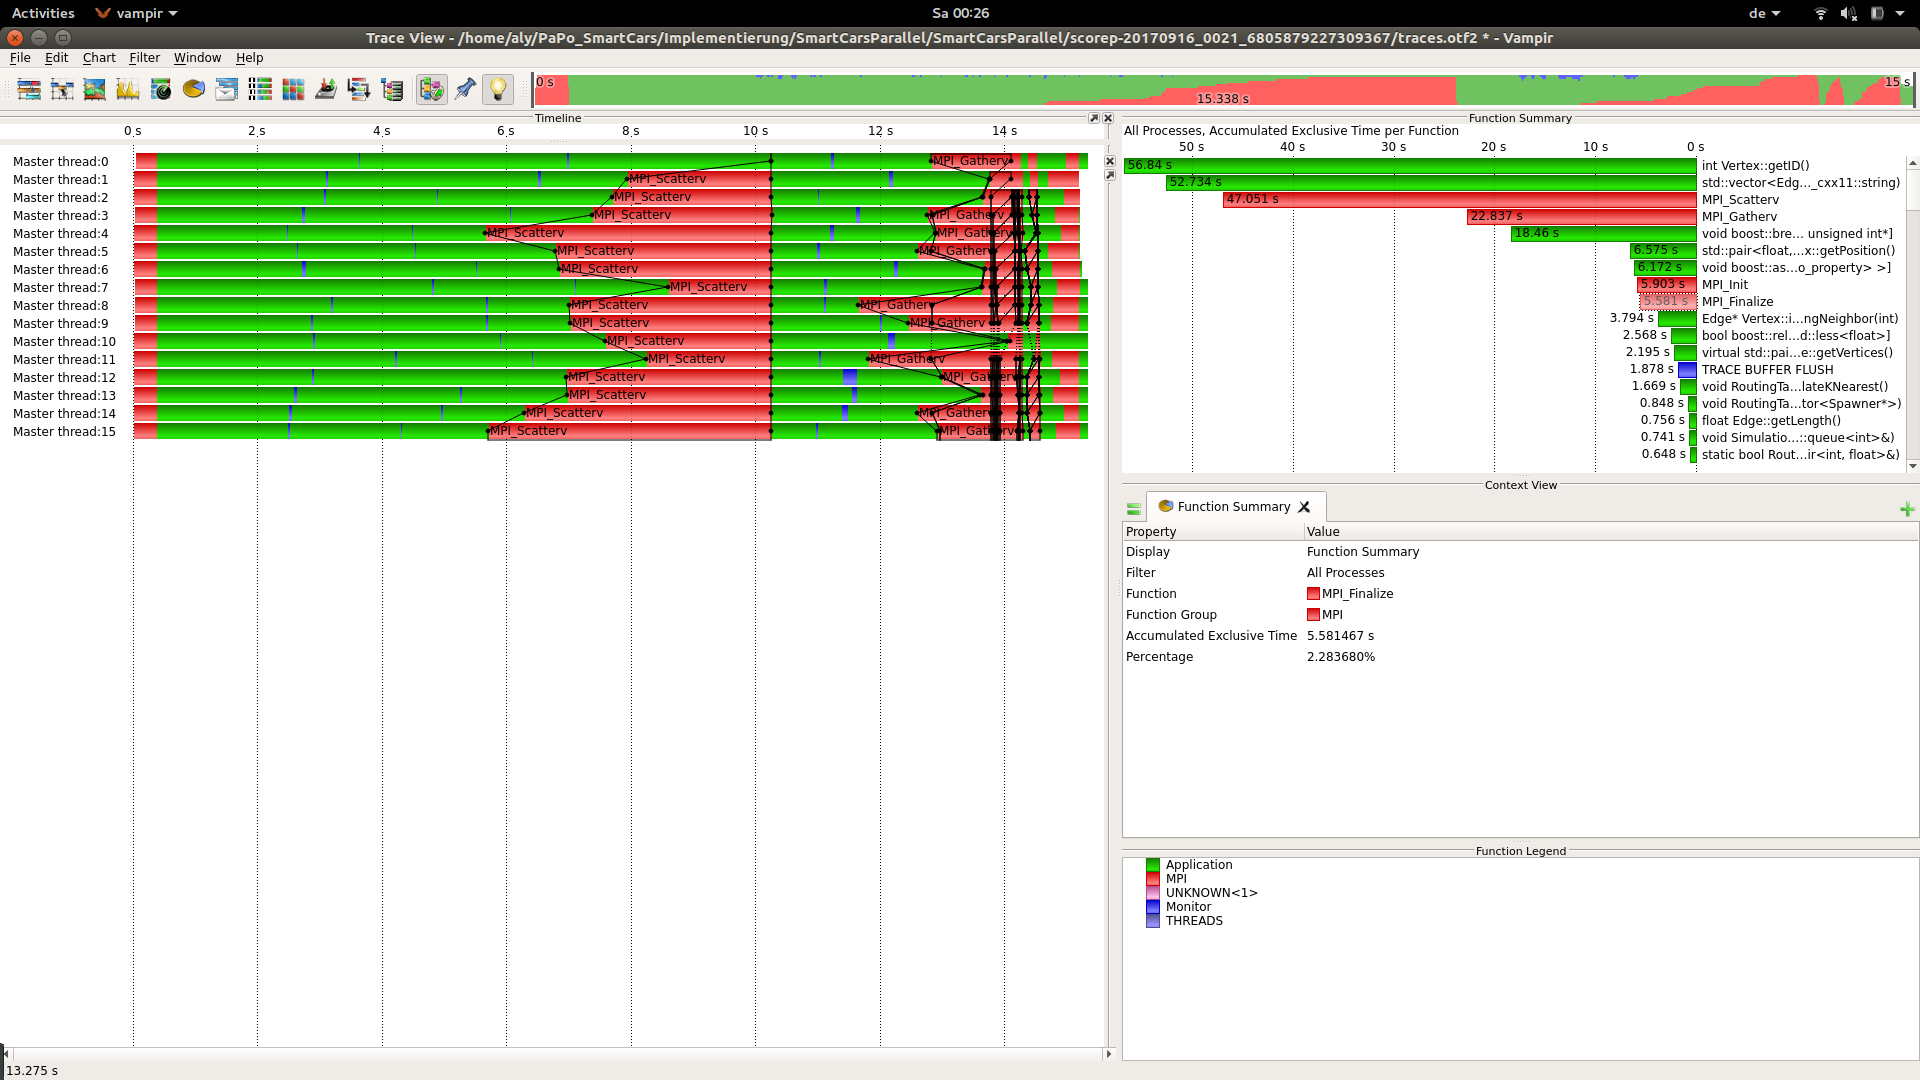 Activities vampir Sa 00:26 de
Trace View - /home/aly/PaPo_SmartCars/Implementierung/SmartCarsParallel/SmartCarsParallel/scorep-20170916_0021_6805879227309367/traces.otf2 * - Vampir
File Edit Chart Filter Window Help
0 s 15.338 s 15 s
Timeline
0 s 2 s 4 s 6 s 8 s 10 s 12 s 14 s
Master thread:0 MPI_Gatherv
Master thread:1 MPI_Scatterv
Master thread:2 MPI_Scatterv
Master thread:3 MPI_Scatterv MPI_Gatherv
Master thread:4 MPI_Scatterv MPI_Gatherv
Master thread:5 MPI_Scatterv MPI_Gatherv
Master thread:6 MPI_Scatterv
Master thread:7 MPI_Scatterv
Master thread:8 MPI_Scatterv MPI_Gatherv
Master thread:9 MPI_Scatterv MPI_Gatherv
Master thread:10 MPI_Scatterv
Master thread:11 MPI_Scatterv MPI_Gatherv
Master thread:12 MPI_Scatterv MPI_Gatherv
Master thread:13 MPI_Scatterv
Master thread:14 MPI_Scatterv MPI_Gatherv
Master thread:15 MPI_Scatterv MPI_Gatherv
13.275 s
Function Summary
All Processes, Accumulated Exclusive Time per Function
50 s 40 s 30 s 20 s 10 s 0 s
56.84 s int Vertex::getID()
52.734 s std::vector<Edg..._cxx11::string)
47.051 s MPI_Scatterv
22.837 s MPI_Gatherv
18.46 s void boost::bre... unsigned int*]
6.575 s std::pair<float,...x::getPosition()
6.172 s void boost::as...o_property> >]
5.903 s MPI_Init
5.581 s MPI_Finalize
3.794 s Edge* Vertex::i...ngNeighbor(int)
2.568 s bool boost::rel...d::less<float>]
2.195 s virtual std::pai...e::getVertices()
1.878 s TRACE BUFFER FLUSH
1.669 s void RoutingTa...lateKNearest()
0.848 s void RoutingTa...tor<Spawner*>)
0.756 s float Edge::getLength()
0.741 s void Simulatio...::queue<int>&)
0.648 s static bool Rout...ir<int, float>&)
Context View
Function Summary
Property Value
Display Function Summary
Filter All Processes
Function MPI_Finalize
Function Group MPI
Accumulated Exclusive Time 5.581467 s
Percentage 2.283680%
Function Legend
Application
MPI
UNKNOWN<1>
Monitor
THREADS